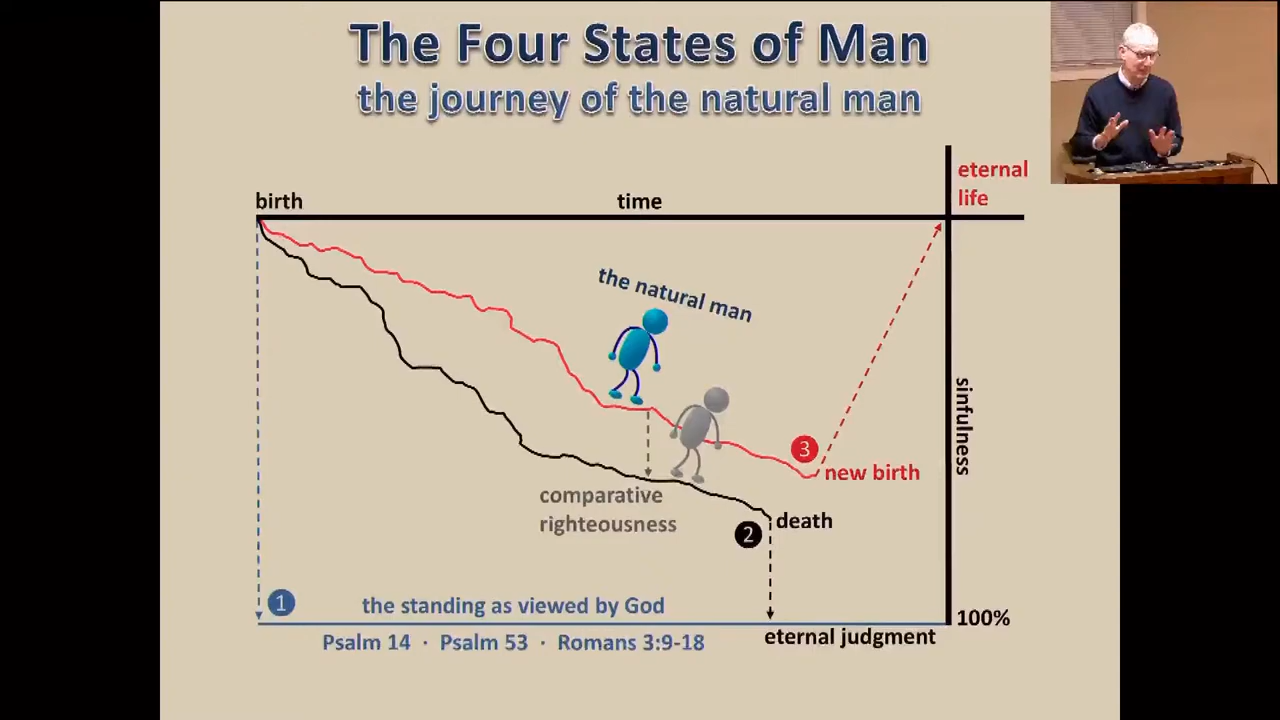 The Four States of Man
the journey of the natural man
eternal
life
birth
time
the natural man
sinfulness
3
new birth
comparative
righteousness
2
death
1
the standing as viewed by God
100%
Psalm 14 · Psalm 53 · Romans 3:9-18
eternal judgment